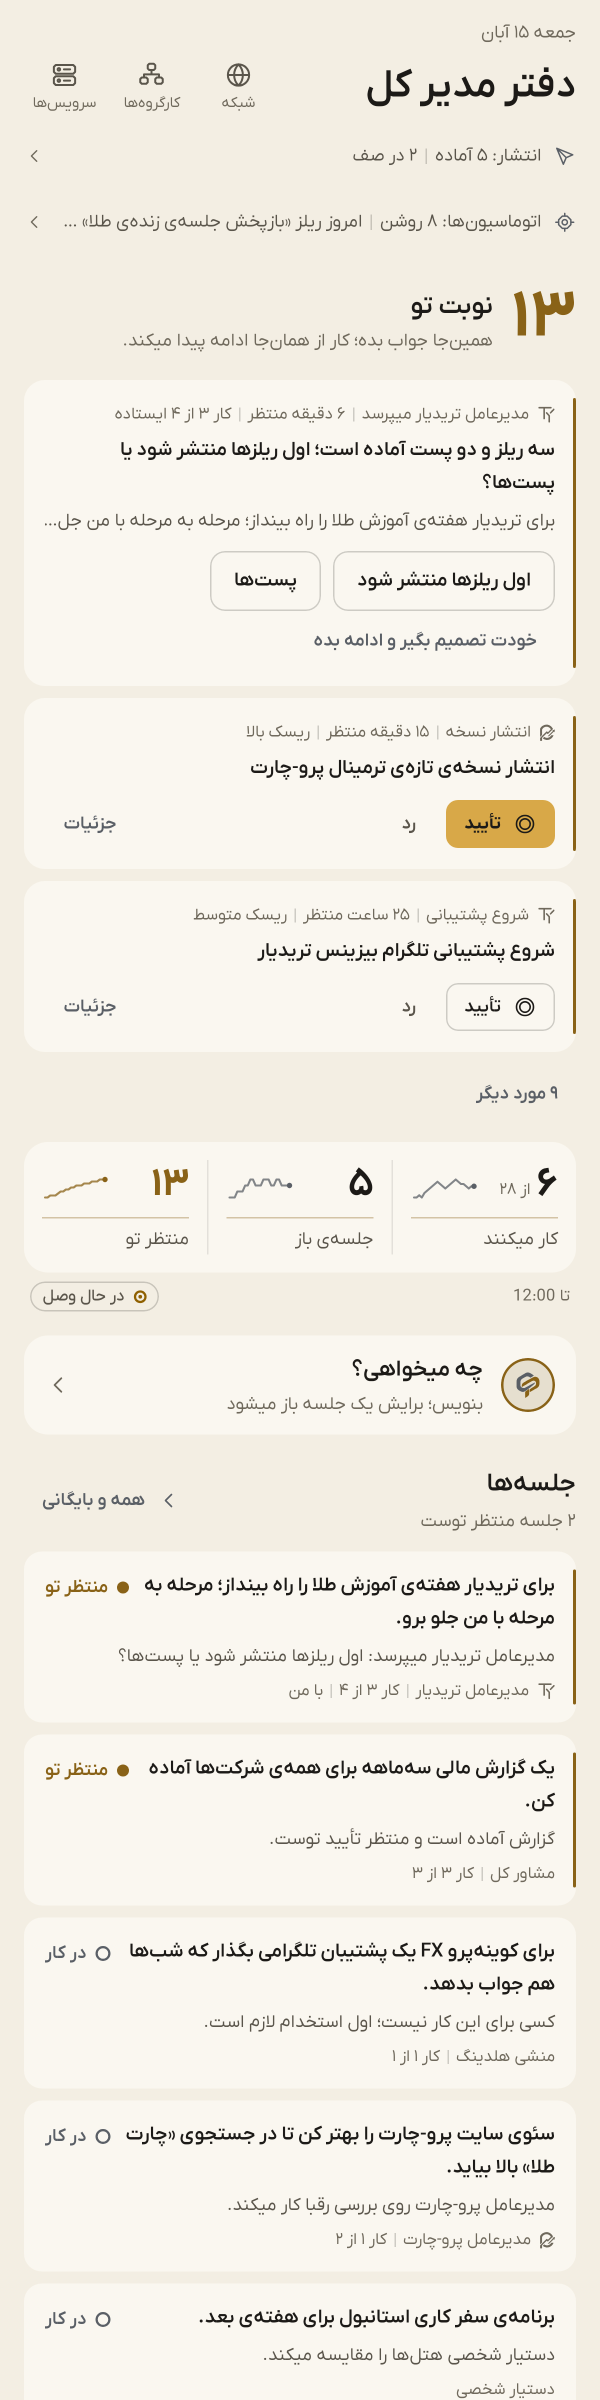 جمعه ۱۵ آبان
دفتر مدیر کل
شبکه
کارگروه‌ها
سرویس‌ها
انتشار: ۵ آماده | ۲ در صف
اتوماسیون‌ها: ۸ روشن | امروز ریلز «بازپخش جلسه‌ی زنده‌ی طلا» ...
۱۳
نوبت تو
همین‌جا جواب بده؛ کار از همان‌جا ادامه پیدا میکند.
مدیرعامل تریدیار میپرسد | ۶ دقیقه منتظر | کار ۳ از ۴ ایستاده
سه ریلز و دو پست آماده است؛ اول ریلزها منتشر شود یا
پست‌ها؟
برای تریدیار هفته‌ی آموزش طلا را راه بینداز؛ مرحله به مرحله با من جل...
اول ریلزها منتشر شود
پست‌ها
خودت تصمیم بگیر و ادامه بده
انتشار نسخه | ۱۵ دقیقه منتظر | ریسک بالا
انتشار نسخه‌ی تازه‌ی ترمینال پرو-چارت
تأیید
رد
جزئیات
شروع پشتیبانی | ۲۵ ساعت منتظر | ریسک متوسط
شروع پشتیبانی تلگرام بیزینس تریدیار
تأیید
رد
جزئیات
۹ مورد دیگر
۶ از ۲۸
کار میکنند
۵
جلسه‌ی باز
۱۳
منتظر تو
تا 12:00
در حال وصل
چه میخواهی؟
بنویس؛ برایش یک جلسه باز میشود
جلسه‌ها
همه و بایگانی
۲ جلسه منتظر توست
برای تریدیار هفته‌ی آموزش طلا را راه بینداز؛ مرحله به
مرحله با من جلو برو.
منتظر تو
مدیرعامل تریدیار میپرسد: اول ریلزها منتشر شود یا پست‌ها؟
مدیرعامل تریدیار | کار ۳ از ۴ | با من
یک گزارش مالی سه‌ماهه برای همه‌ی شرکت‌ها آماده
کن.
منتظر تو
گزارش آماده است و منتظر تأیید توست.
مشاور کل | کار ۳ از ۳
برای کوینه‌پرو FX یک پشتیبان تلگرامی بگذار که شب‌ها
هم جواب بدهد.
در کار
کسی برای این کار نیست؛ اول استخدام لازم است.
منشی هلدینگ | کار ۱ از ۱
سئوی سایت پرو-چارت را بهتر کن تا در جستجوی «چارت
طلا» بالا بیاید.
در کار
مدیرعامل پرو-چارت روی بررسی رقبا کار میکند.
مدیرعامل پرو-چارت | کار ۱ از ۲
برنامه‌ی سفر کاری استانبول برای هفته‌ی بعد.
در کار
دستیار شخصی هتل‌ها را مقایسه میکند.
دستیار شخصی